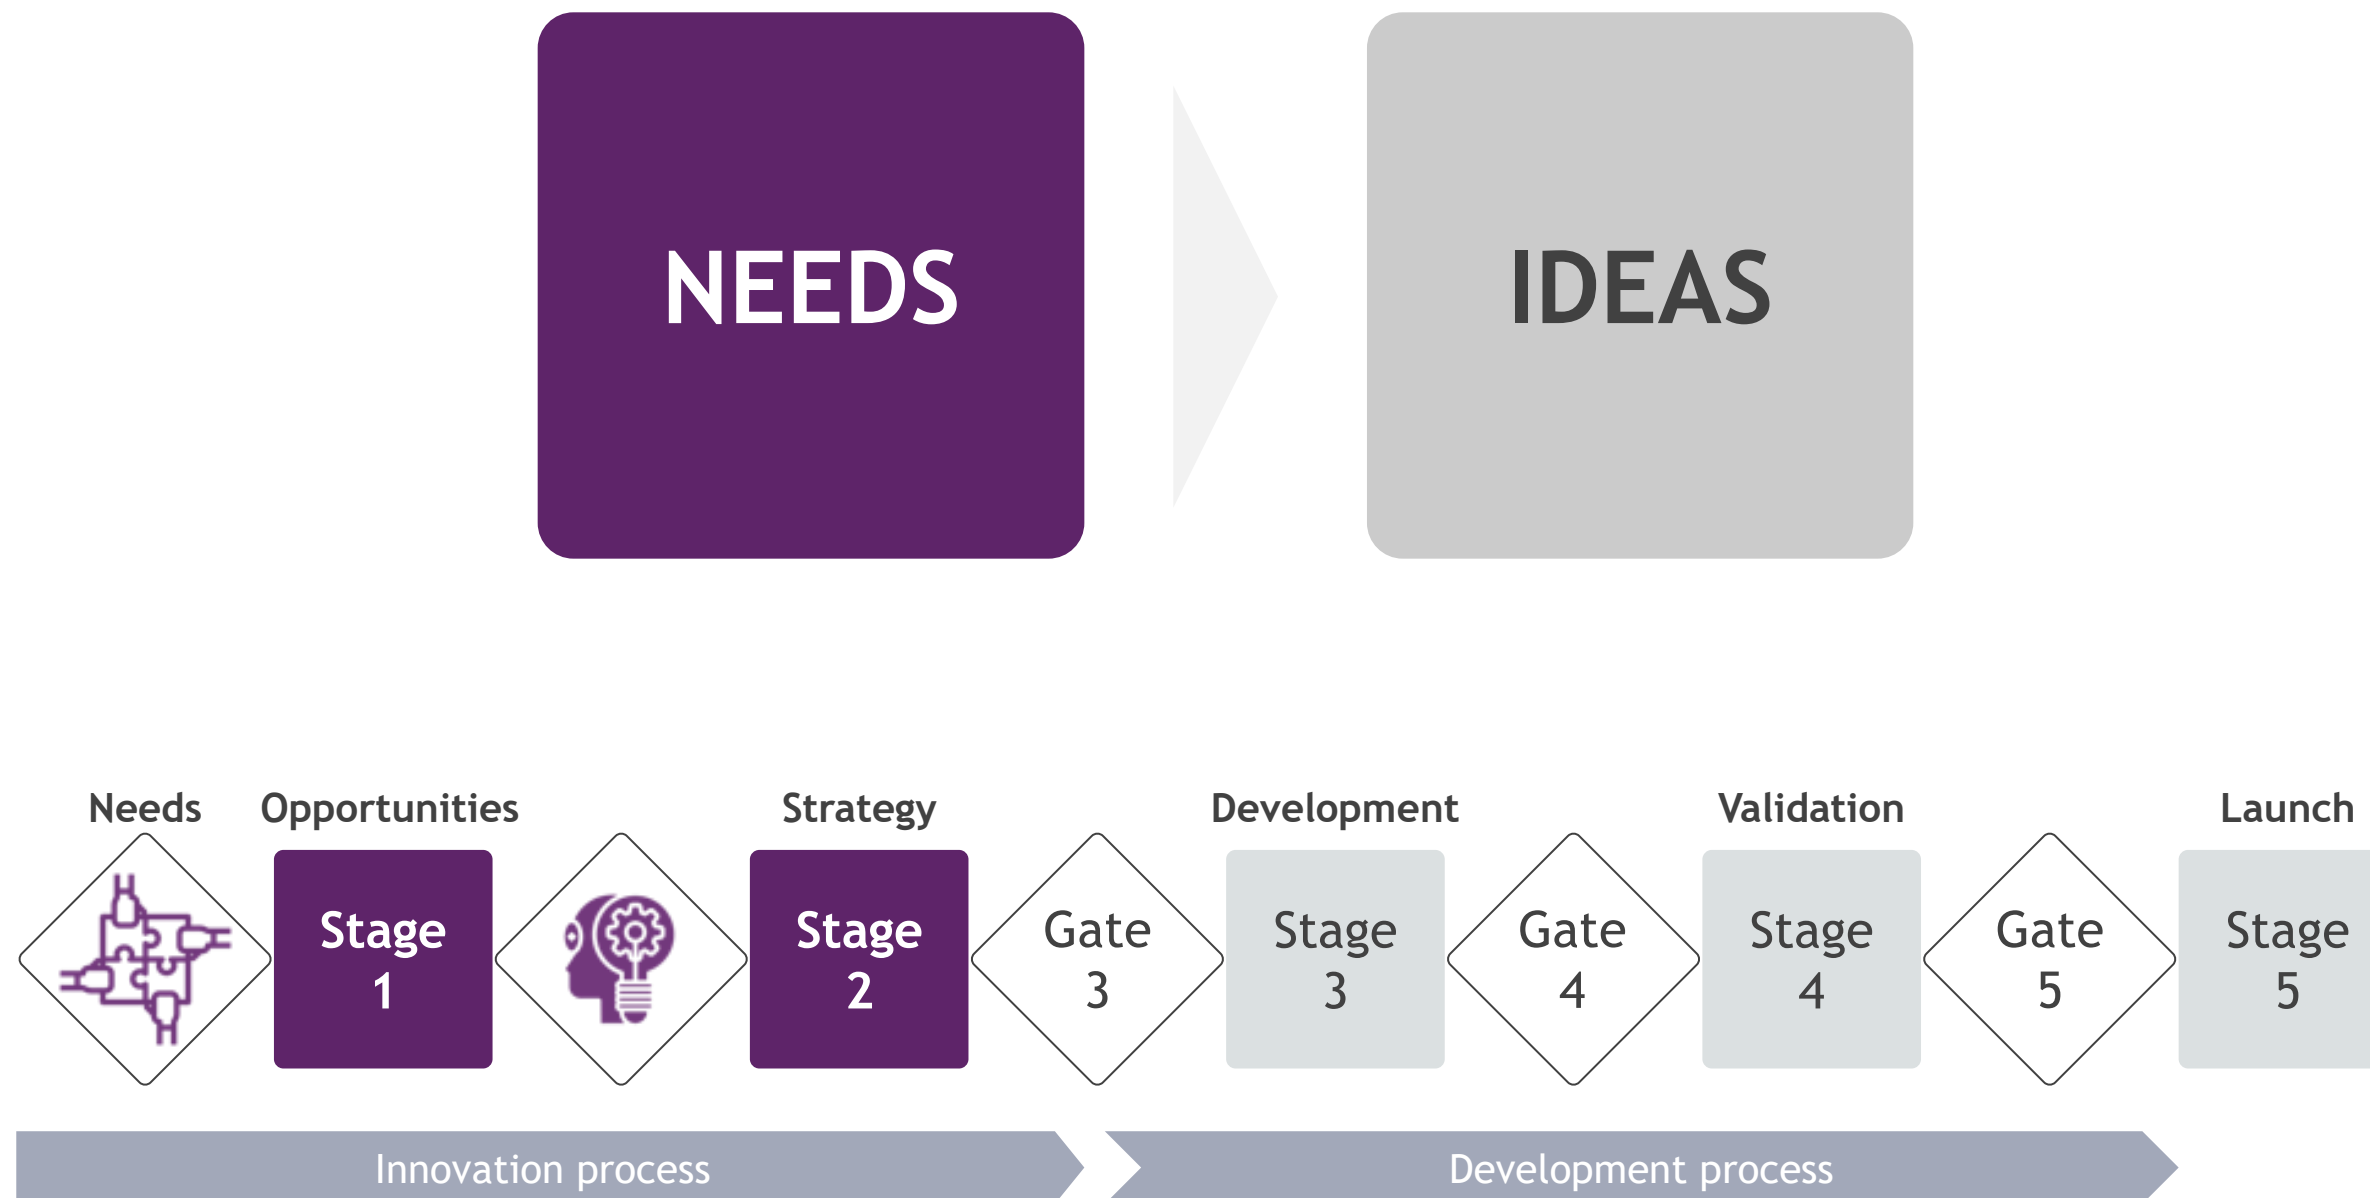 NEEDS
IDEAS
Needs
Opportunities
Strategy
Development
Validation
Launch
Stage
1
Stage
2
Gate
3
Stage
3
Gate
4
Stage
4
Gate
5
Stage
5
Innovation process
Development process